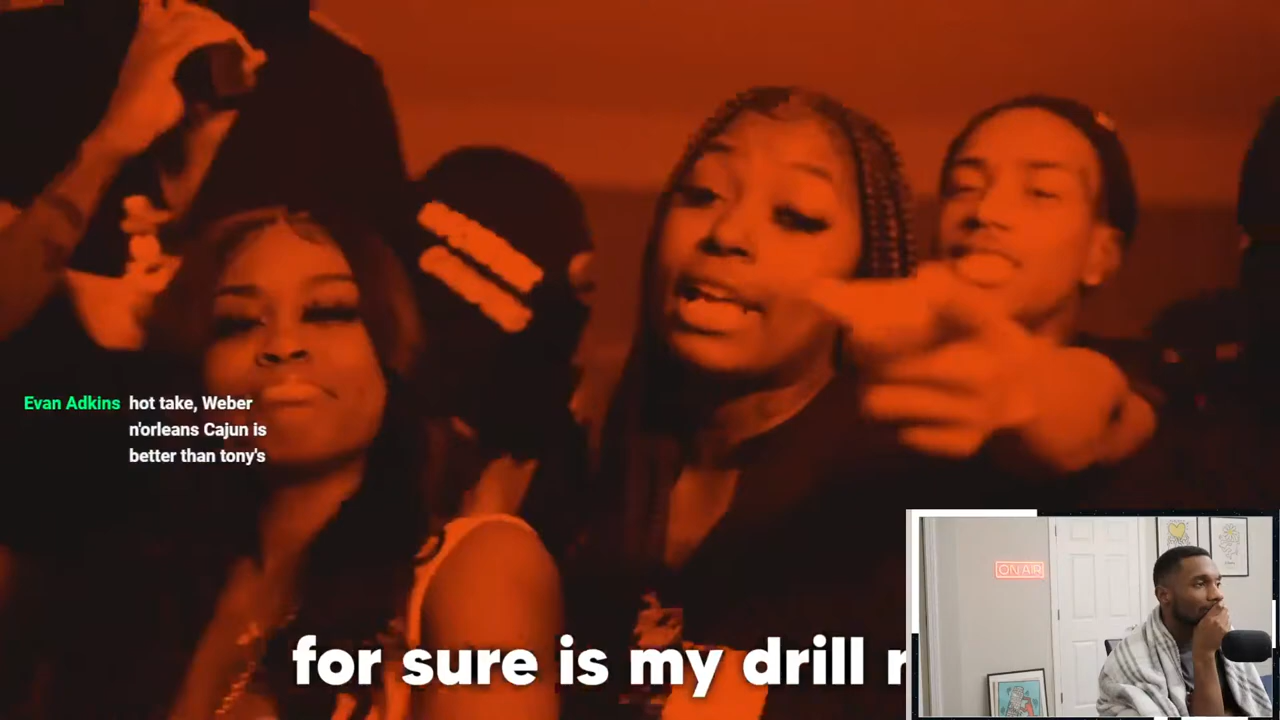 Evan Adkins hot take, Weber
n'orleans Cajun is
better than tony's
ON AIR
for sure is my drill